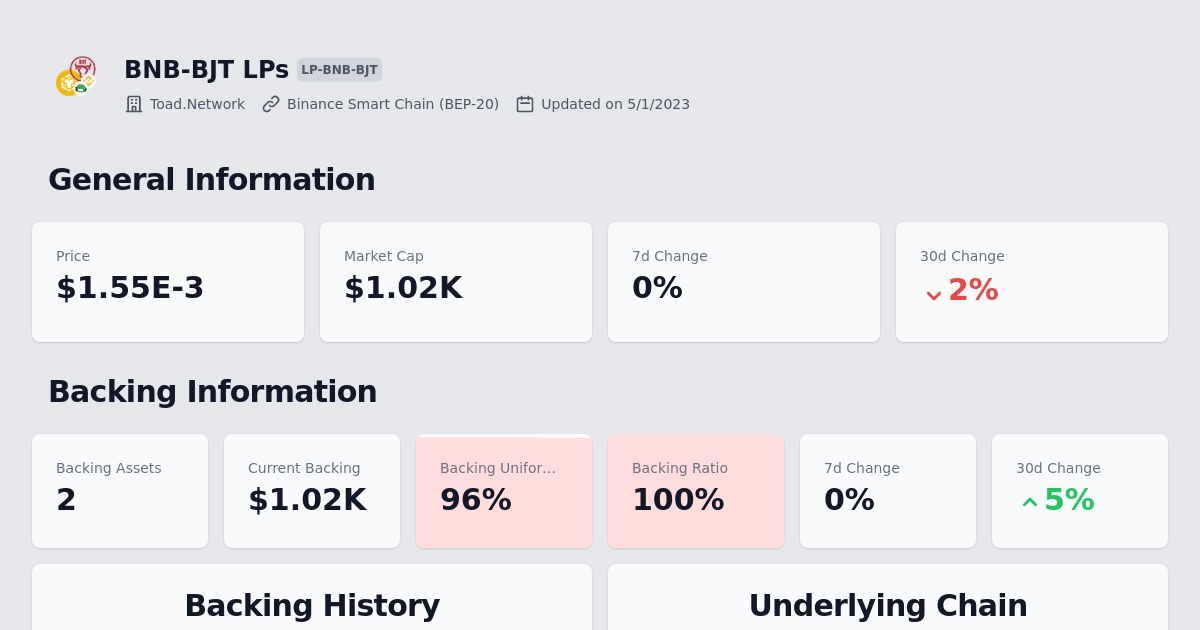 BNB-BJT LPs LP-BNB-BJT
Toad.Network Binance Smart Chain (BEP-20) Updated on 5/1/2023
General Information
Price Market Cap 7d Change 30d Change
$1.55E-3 $1.02K 0% 2%
Backing Information
Backing Assets Current Backing Backing Unifor... Backing Ratio 7d Change 30d Change
2 $1.02K 96% 100% 0% 5%
Backing History Underlying Chain